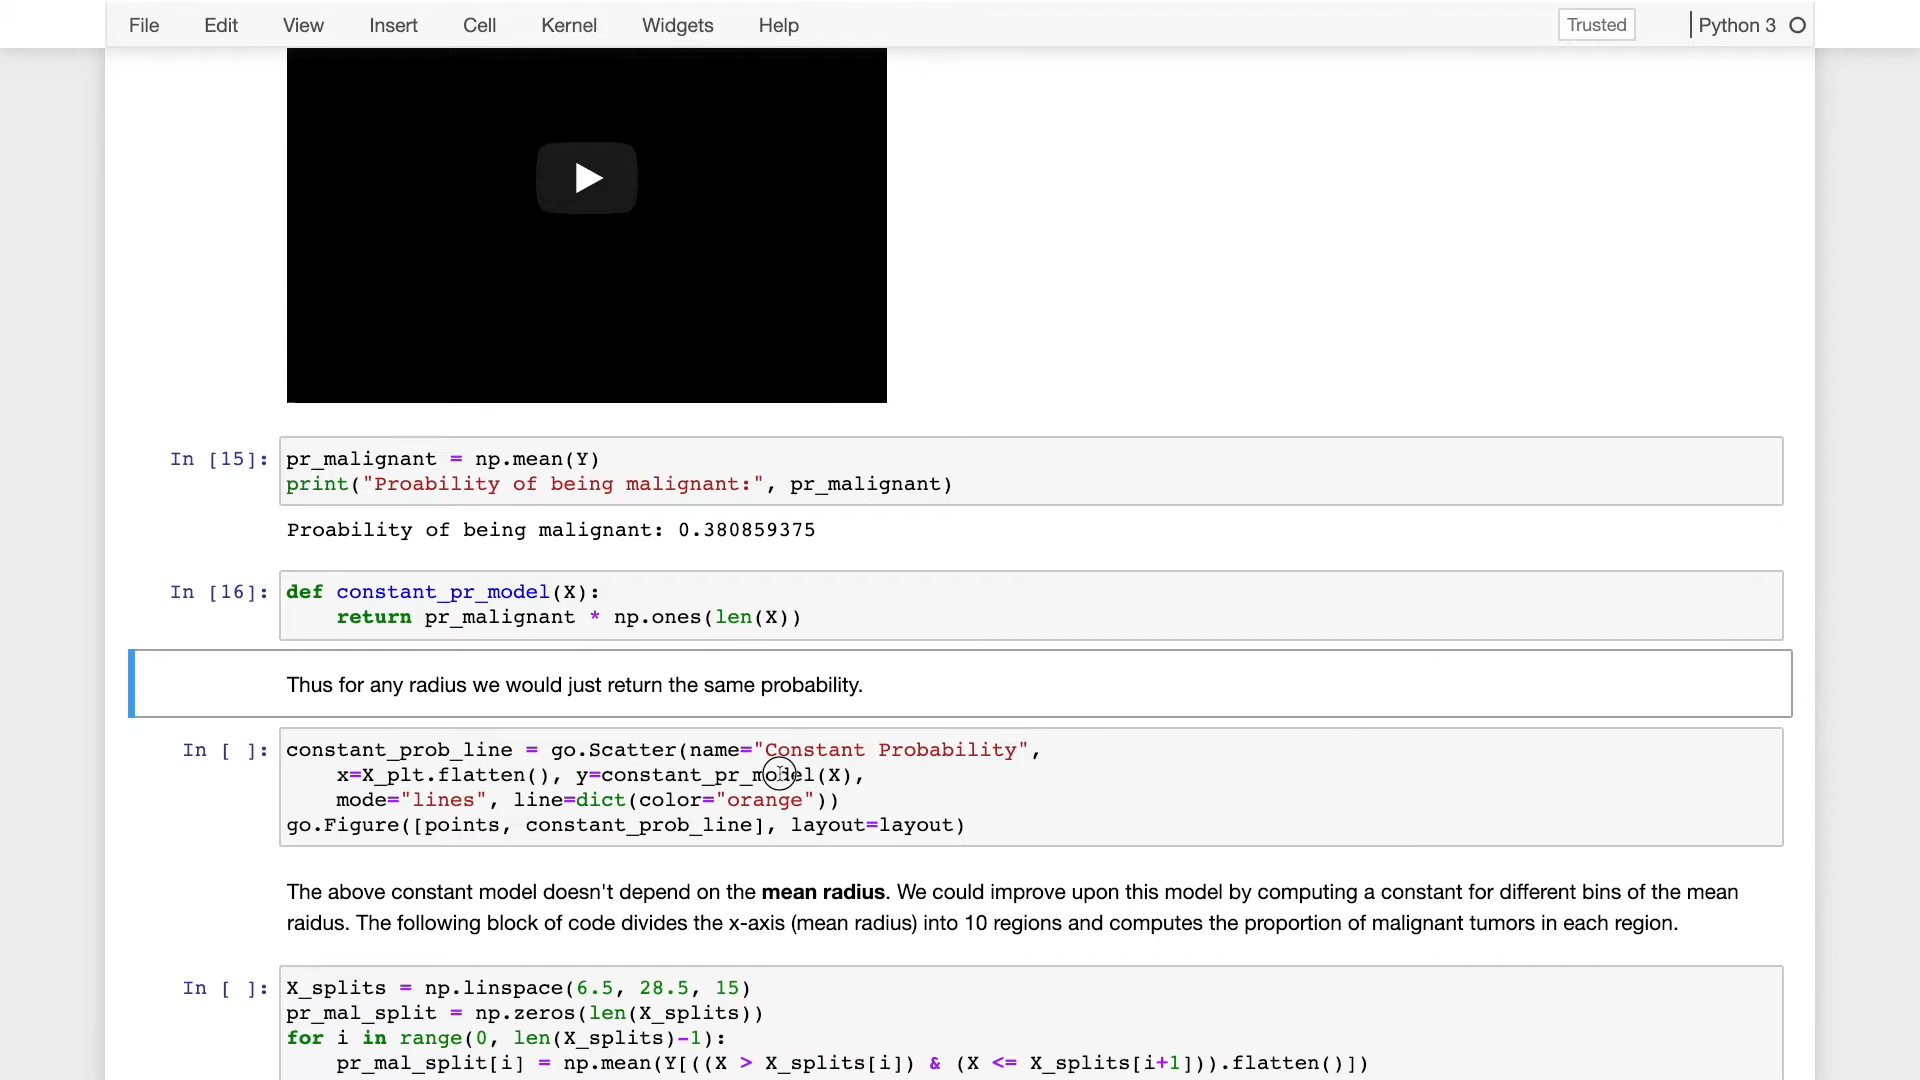 File Edit View Insert Cell Kernel Widgets Help Trusted Python 3
In [15]: pr_malignant = np.mean(Y)
print("Proability of being malignant:", pr_malignant)
Proability of being malignant: 0.380859375
In [16]: def constant_pr_model(X):
return pr_malignant * np.ones(len(X))
Thus for any radius we would just return the same probability.
In [ ]: constant_prob_line = go.Scatter(name="Constant Probability",
x=X_plt.flatten(), y=constant_pr_model(X),
mode="lines", line=dict(color="orange"))
go.Figure([points, constant_prob_line], layout=layout)
The above constant model doesn't depend on the mean radius. We could improve upon this model by computing a constant for different bins of the mean
raidus. The following block of code divides the x-axis (mean radius) into 10 regions and computes the proportion of malignant tumors in each region.
In [ ]: X_splits = np.linspace(6.5, 28.5, 15)
pr_mal_split = np.zeros(len(X_splits))
for i in range(0, len(X_splits)-1):
pr_mal_split[i] = np.mean(Y[((X > X_splits[i]) & (X <= X_splits[i+1])).flatten()])